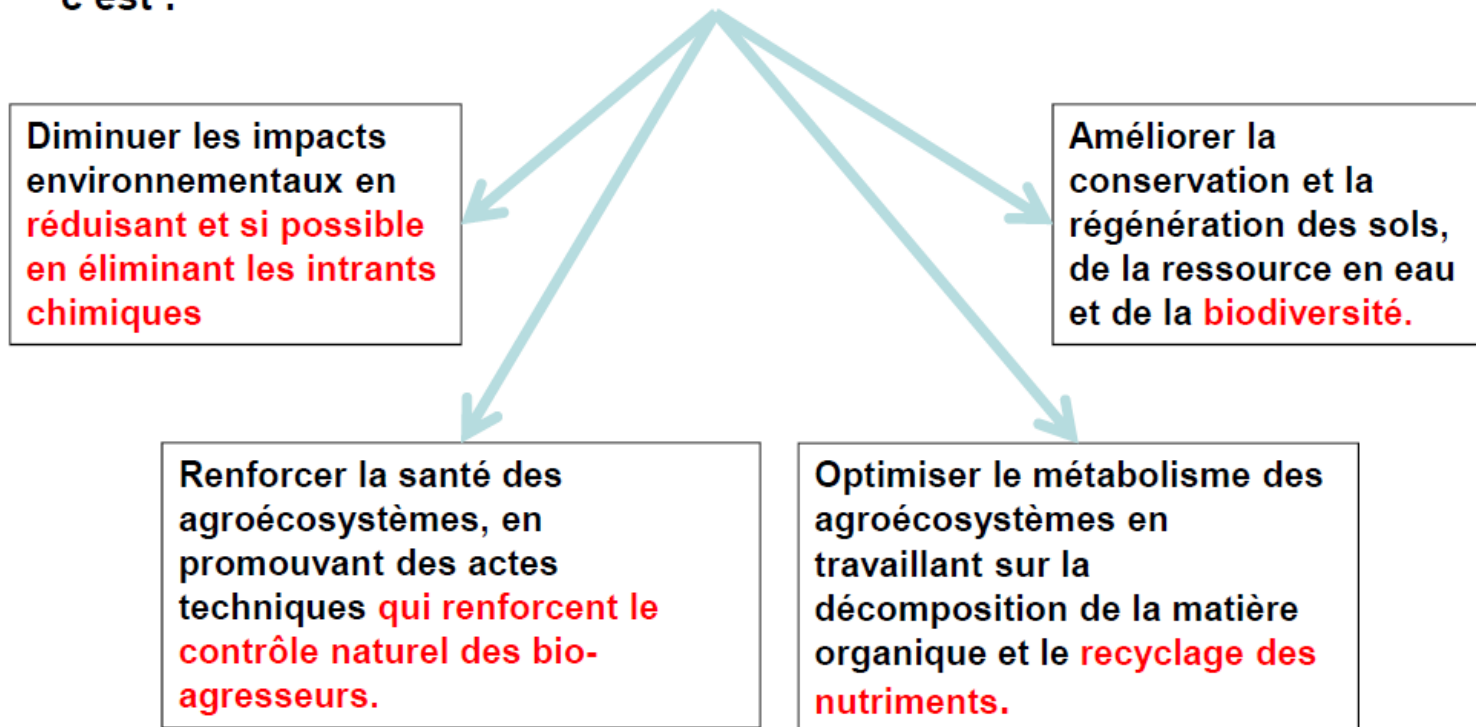 c'est :
Diminuer les impacts
environnementaux en
réduisant et si possible
en éliminant les intrants
chimiques
Améliorer la
conservation et la
régénération des sols,
de la ressource en eau
et de la biodiversité.
Renforcer la santé des
agroécosystèmes, en
promouvant des actes
techniques qui renforcent le
contrôle naturel des bio-
agresseurs.
Optimiser le métabolisme des
agroécosystèmes en
travaillant sur la
décomposition de la matière
organique et le recyclage des
nutriments.